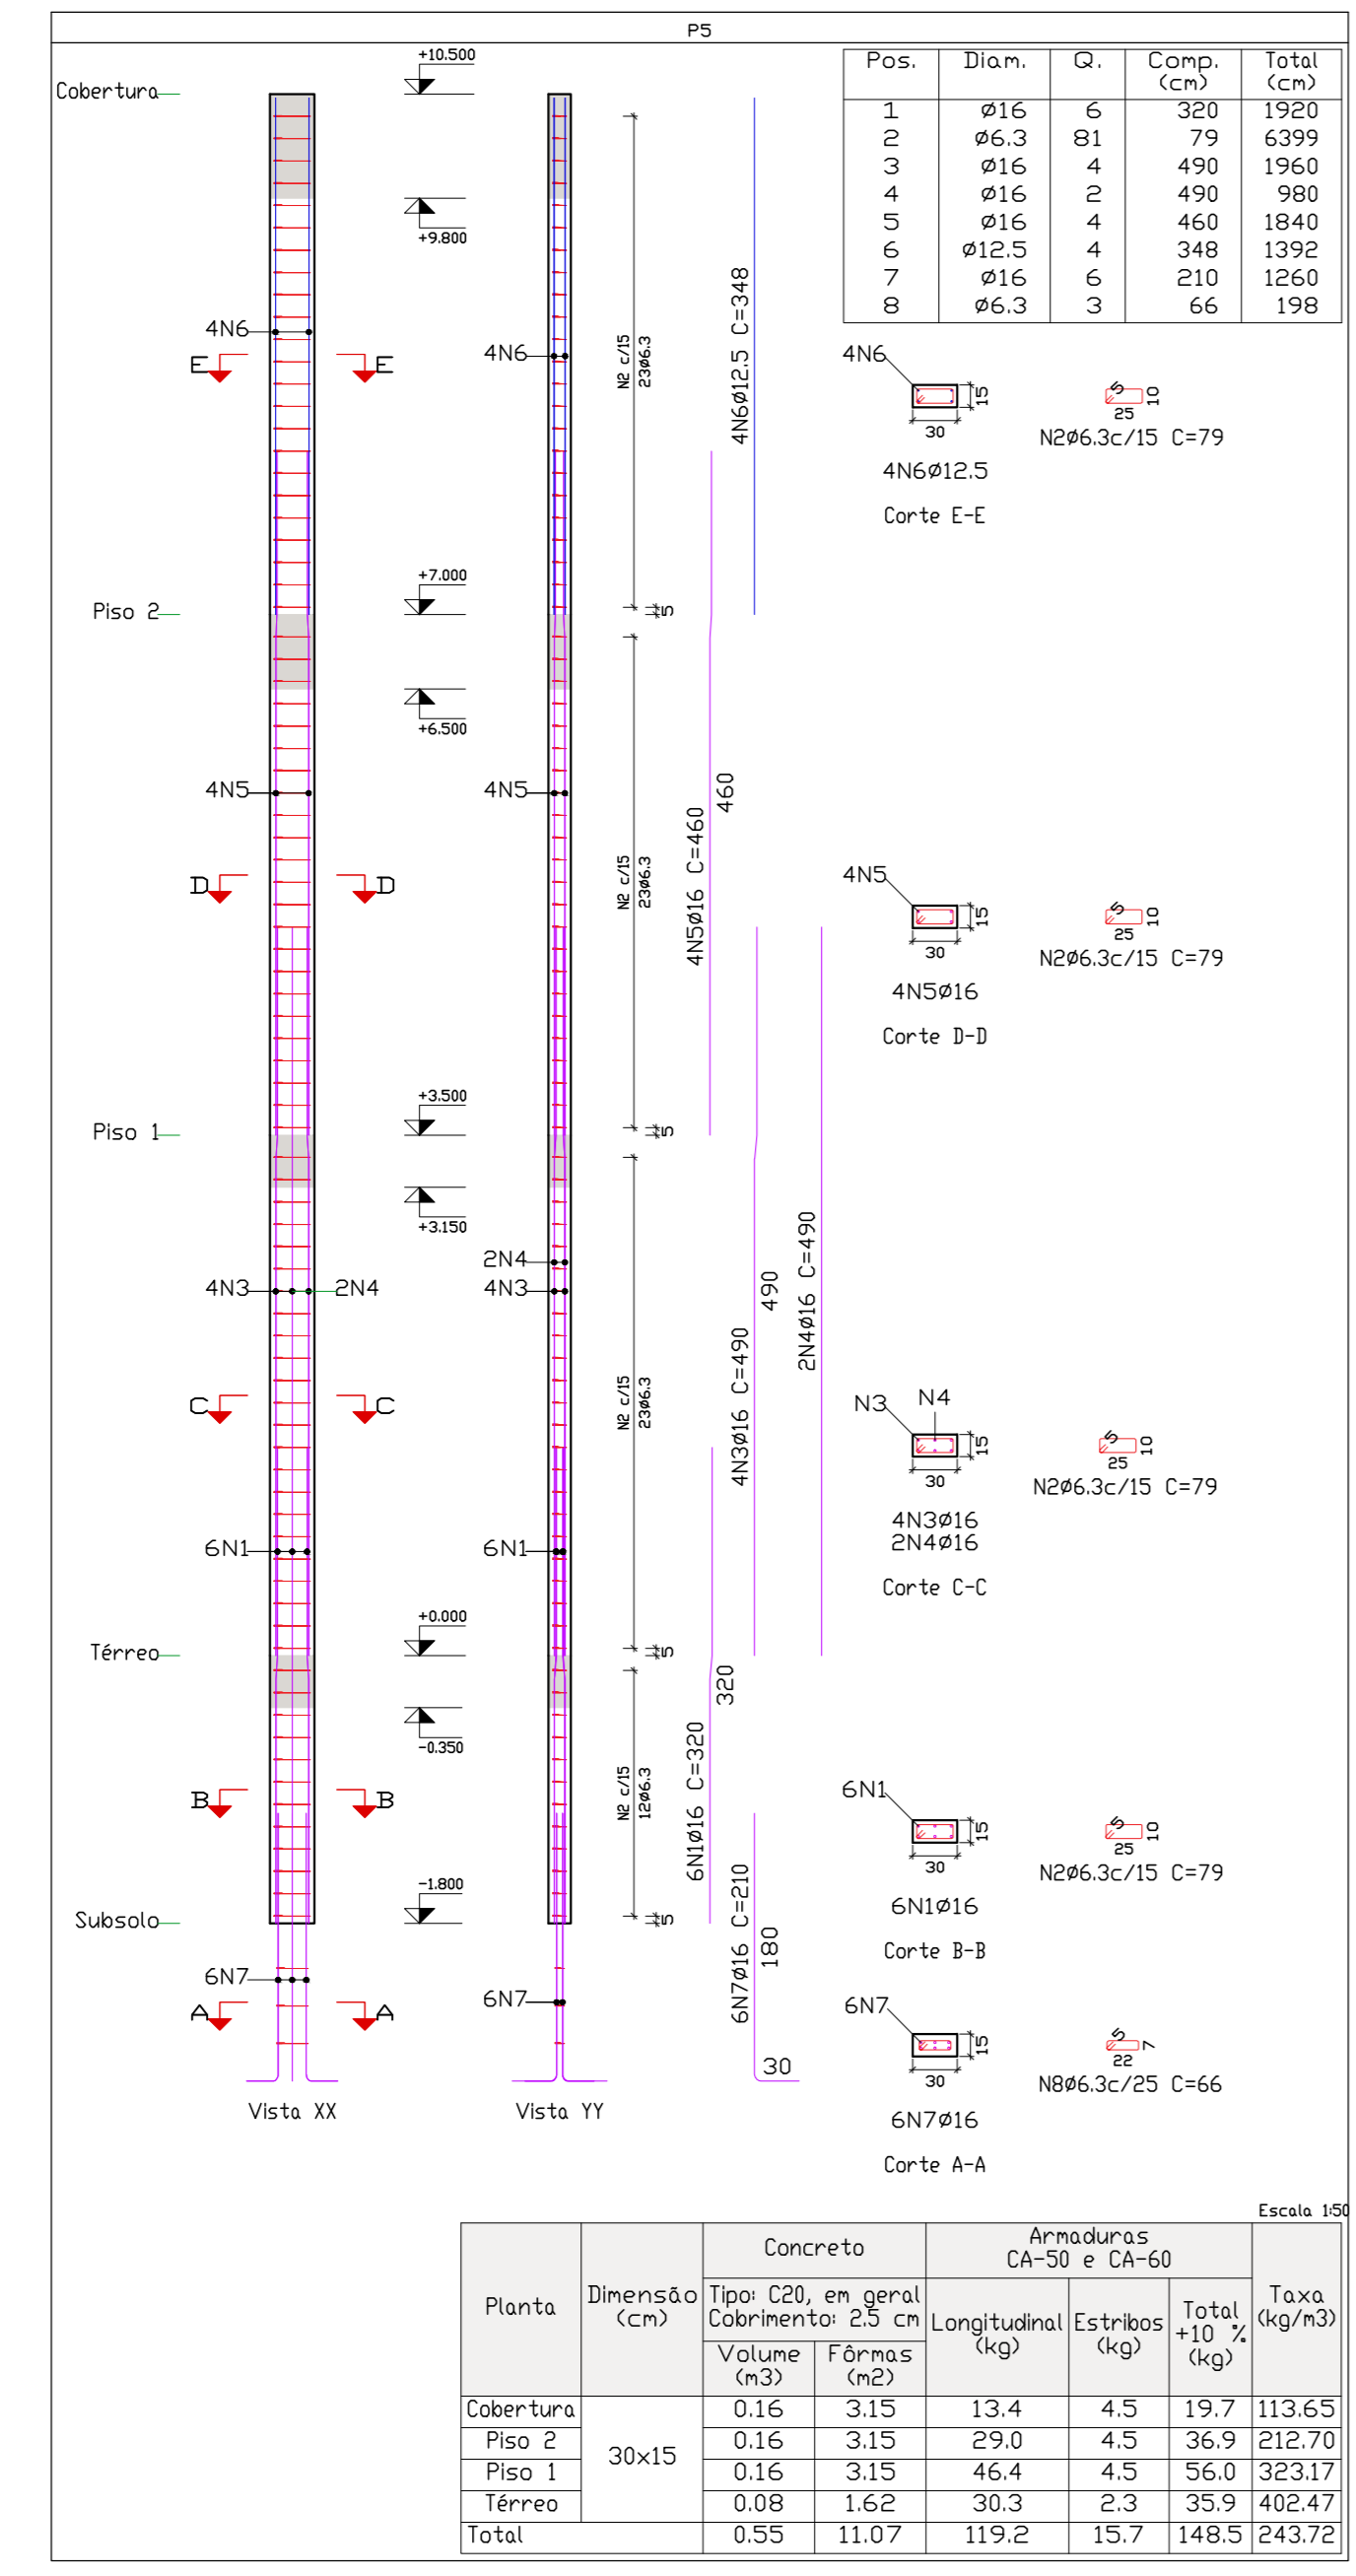 P5
Pos. Diam. Q. Comp. (cm) Total (cm)
1 Ø16 6 320 1920
2 Ø6.3 81 79 6399
3 Ø16 4 490 1960
4 Ø16 2 490 980
5 Ø16 4 460 1840
6 Ø12.5 4 348 1392
7 Ø16 6 210 1260
8 Ø6.3 3 66 198
Cobertura
+10.500
+9.800
4N6
4N6
E E
N2 c/15
23Ø6.3
4N6Ø12.5 C=348
4N6
15
30
4N6Ø12.5
Corte E-E
5
10
25
N2Ø6.3c/15 C=79
Piso 2
+7.000
5
+6.500
4N5
4N5
D D
N2 c/15
23Ø6.3
4N5Ø16 C=460
460
4N5
15
30
4N5Ø16
Corte D-D
5
10
25
N2Ø6.3c/15 C=79
Piso 1
+3.500
5
+3.150
2N4
4N3
2N4
4N3
C C
N2 c/15
23Ø6.3
4N3Ø16 C=490
490
2N4Ø16 C=490
N3 N4
15
30
4N3Ø16
2N4Ø16
Corte C-C
5
10
25
N2Ø6.3c/15 C=79
6N1
6N1
Térreo
+0.000
5
-0.350
B B
N2 c/15
12Ø6.3
6N1Ø16 C=320
320
6N1
15
30
6N1Ø16
Corte B-B
5
10
25
N2Ø6.3c/15 C=79
Subsolo
-1.800
5
6N7
6N7
A A
6N7Ø16 C=210
180
30
6N7
15
30
6N7Ø16
Corte A-A
5
7
22
N8Ø6.3c/25 C=66
Vista XX
Vista YY
Escala 1:50
Planta
Dimensão (cm)
Concreto
Tipo: C20, em geral
Cobrimento: 2.5 cm
Volume (m3)
Fôrmas (m2)
Armaduras
CA-50 e CA-60
Longitudinal (kg)
Estribos (kg)
Total +10 % (kg)
Taxa (kg/m3)
Cobertura 0.16 3.15 13.4 4.5 19.7 113.65
Piso 2 0.16 3.15 29.0 4.5 36.9 212.70
30x15
Piso 1 0.16 3.15 46.4 4.5 56.0 323.17
Térreo 0.08 1.62 30.3 2.3 35.9 402.47
Total 0.55 11.07 119.2 15.7 148.5 243.72